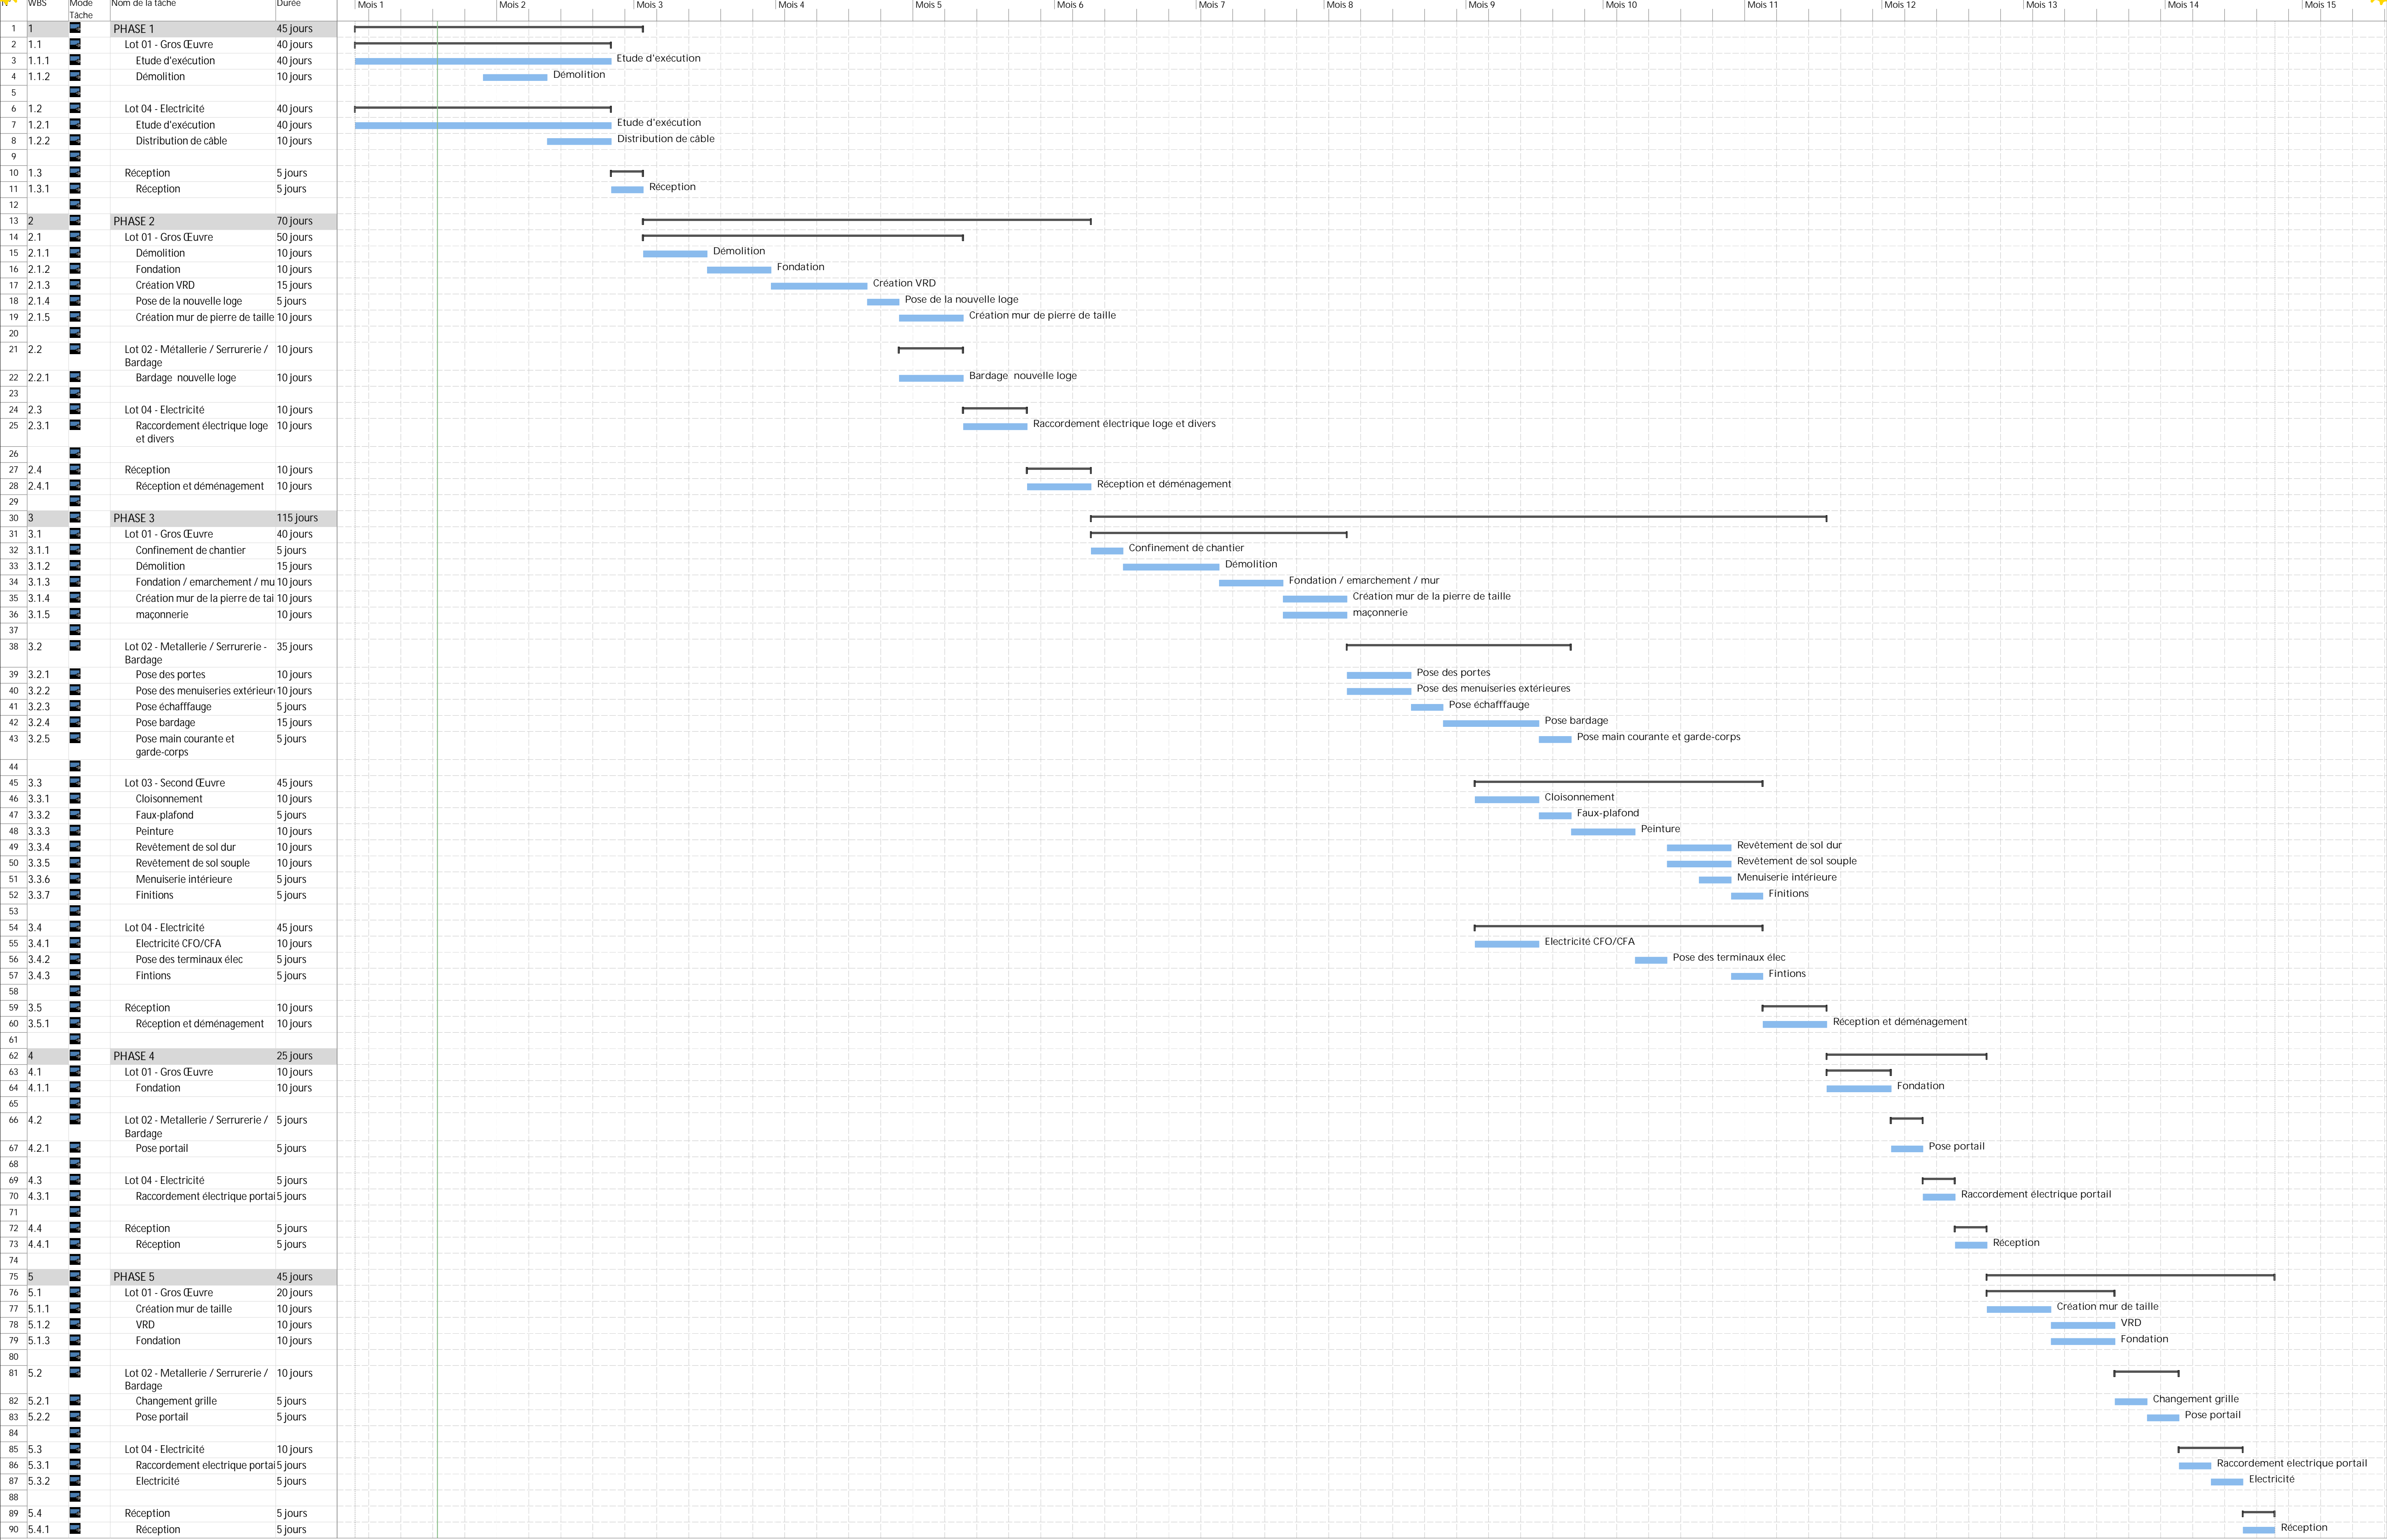 WBS Mode Nom de la tâche Durée Mois 1 Mois 2 Mois 3 Mois 4 Mois 5 Mois 6 Mois 7 Mois 8 Mois 9 Mois 10 Mois 11 Mois 12 Mois 13 Mois 14 Mois 15
Tâche
1 1 PHASE 1 45 jours
2 1.1 Lot 01 - Gros Œuvre 40 jours
3 1.1.1 Etude d'exécution 40 jours Etude d'exécution
4 1.1.2 Démolition 10 jours Démolition
5
6 1.2 Lot 04 - Electricité 40 jours
7 1.2.1 Etude d'exécution 40 jours Etude d'exécution
8 1.2.2 Distribution de câble 10 jours Distribution de câble
9
10 1.3 Réception 5 jours
11 1.3.1 Réception 5 jours Réception
12
13 2 PHASE 2 70 jours
14 2.1 Lot 01 - Gros Œuvre 50 jours
15 2.1.1 Démolition 10 jours Démolition
16 2.1.2 Fondation 10 jours Fondation
17 2.1.3 Création VRD 15 jours Création VRD
18 2.1.4 Pose de la nouvelle loge 5 jours Pose de la nouvelle loge
19 2.1.5 Création mur de pierre de taille 10 jours Création mur de pierre de taille
20
21 2.2 Lot 02 - Métallerie / Serrurerie / 10 jours
Bardage
22 2.2.1 Bardage nouvelle loge 10 jours Bardage nouvelle loge
23
24 2.3 Lot 04 - Electricité 10 jours
25 2.3.1 Raccordement électrique loge 10 jours Raccordement électrique loge et divers
et divers
26
27 2.4 Réception 10 jours
28 2.4.1 Réception et déménagement 10 jours Réception et déménagement
29
30 3 PHASE 3 115 jours
31 3.1 Lot 01 - Gros Œuvre 40 jours
32 3.1.1 Confinement de chantier 5 jours Confinement de chantier
33 3.1.2 Démolition 15 jours Démolition
34 3.1.3 Fondation / emarchement / mu 10 jours Fondation / emarchement / mur
35 3.1.4 Création mur de la pierre de tai 10 jours Création mur de la pierre de taille
36 3.1.5 maçonnerie 10 jours maçonnerie
37
38 3.2 Lot 02 - Metallerie / Serrurerie - 35 jours
Bardage
39 3.2.1 Pose des portes 10 jours Pose des portes
40 3.2.2 Pose des menuiseries extérieur 10 jours Pose des menuiseries extérieures
41 3.2.3 Pose échafffauge 5 jours Pose échafffauge
42 3.2.4 Pose bardage 15 jours Pose bardage
43 3.2.5 Pose main courante et 5 jours Pose main courante et garde-corps
garde-corps
44
45 3.3 Lot 03 - Second Œuvre 45 jours
46 3.3.1 Cloisonnement 10 jours Cloisonnement
47 3.3.2 Faux-plafond 5 jours Faux-plafond
48 3.3.3 Peinture 10 jours Peinture
49 3.3.4 Revêtement de sol dur 10 jours Revêtement de sol dur
50 3.3.5 Revêtement de sol souple 10 jours Revêtement de sol souple
51 3.3.6 Menuiserie intérieure 5 jours Menuiserie intérieure
52 3.3.7 Finitions 5 jours Finitions
53
54 3.4 Lot 04 - Electricité 45 jours
55 3.4.1 Electricité CFO/CFA 10 jours Electricité CFO/CFA
56 3.4.2 Pose des terminaux élec 5 jours Pose des terminaux élec
57 3.4.3 Fintions 5 jours Fintions
58
59 3.5 Réception 10 jours
60 3.5.1 Réception et déménagement 10 jours Réception et déménagement
61
62 4 PHASE 4 25 jours
63 4.1 Lot 01 - Gros Œuvre 10 jours
64 4.1.1 Fondation 10 jours Fondation
65
66 4.2 Lot 02 - Metallerie / Serrurerie / 5 jours
Bardage
67 4.2.1 Pose portail 5 jours Pose portail
68
69 4.3 Lot 04 - Electricité 5 jours
70 4.3.1 Raccordement électrique portai 5 jours Raccordement électrique portail
71
72 4.4 Réception 5 jours
73 4.4.1 Réception 5 jours Réception
74
75 5 PHASE 5 45 jours
76 5.1 Lot 01 - Gros Œuvre 20 jours
77 5.1.1 Création mur de taille 10 jours Création mur de taille
78 5.1.2 VRD 10 jours VRD
79 5.1.3 Fondation 10 jours Fondation
80
81 5.2 Lot 02 - Metallerie / Serrurerie / 10 jours
Bardage
82 5.2.1 Changement grille 5 jours Changement grille
83 5.2.2 Pose portail 5 jours Pose portail
84
85 5.3 Lot 04 - Electricité 10 jours
86 5.3.1 Raccordement electrique portai 5 jours Raccordement electrique portail
87 5.3.2 Electricité 5 jours Electricité
88
89 5.4 Réception 5 jours
90 5.4.1 Réception 5 jours Réception